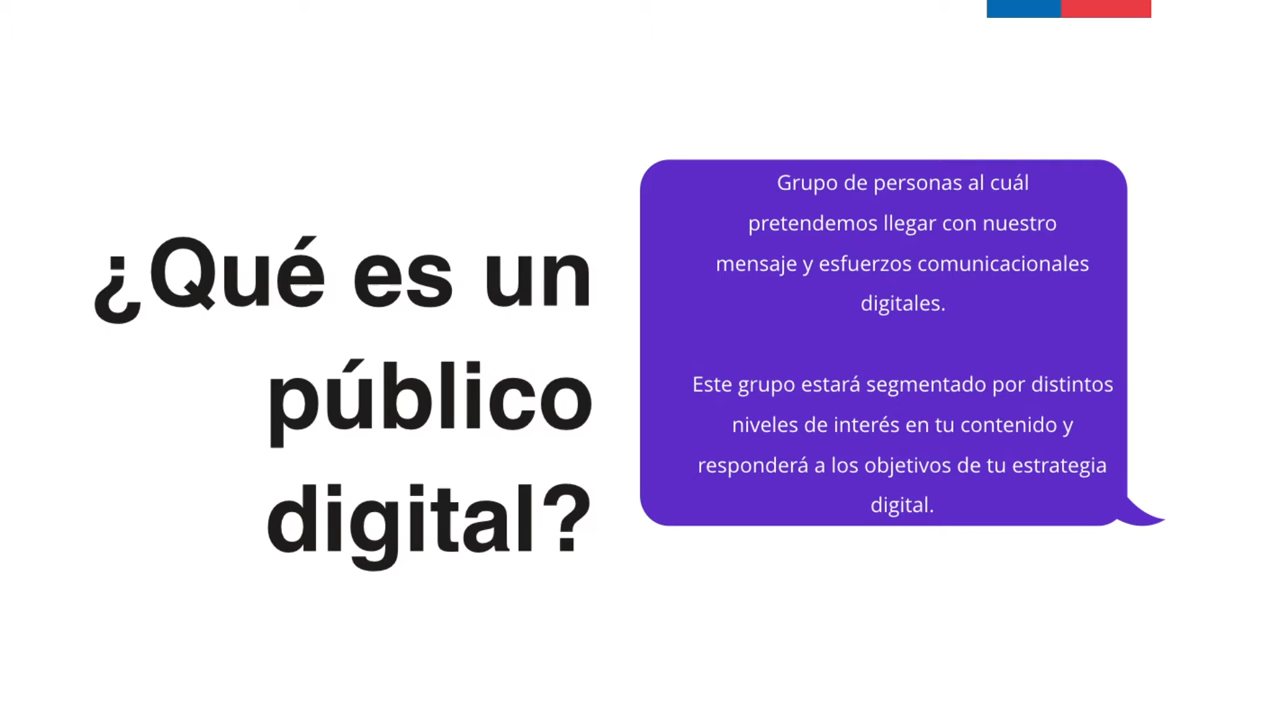 ¿Qué es un
público
digital?
Grupo de personas al cuál
pretendemos llegar con nuestro
mensaje y esfuerzos comunicacionales
digitales.
Este grupo estará segmentado por distintos
niveles de interés en tu contenido y
responderá a los objetivos de tu estrategia
digital.